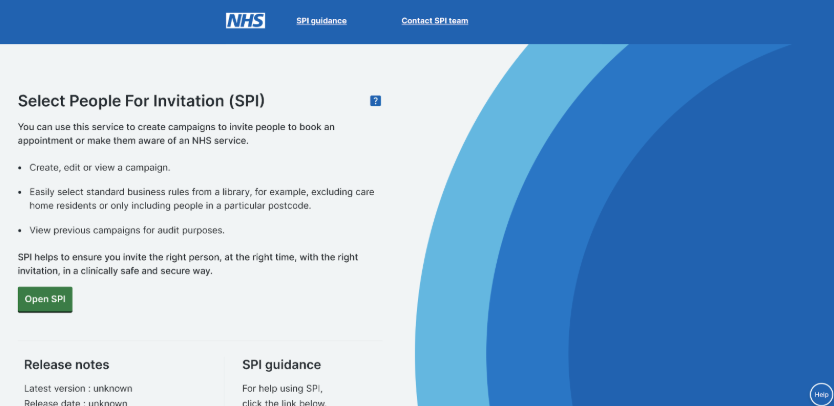 NHS
SPI guidance
Contact SPI team
Select People For Invitation (SPI)
?
You can use this service to create campaigns to invite people to book an
appointment or make them aware of an NHS service.
• Create, edit or view a campaign.
• Easily select standard business rules from a library, for example, excluding care
home residents or only including people in a particular postcode.
• View previous campaigns for audit purposes.
SPI helps to ensure you invite the right person, at the right time, with the right
invitation, in a clinically safe and secure way.
Open SPI
Release notes
Latest version : unknown
Release date : unknown
SPI guidance
For help using SPI,
click the link below.
Help